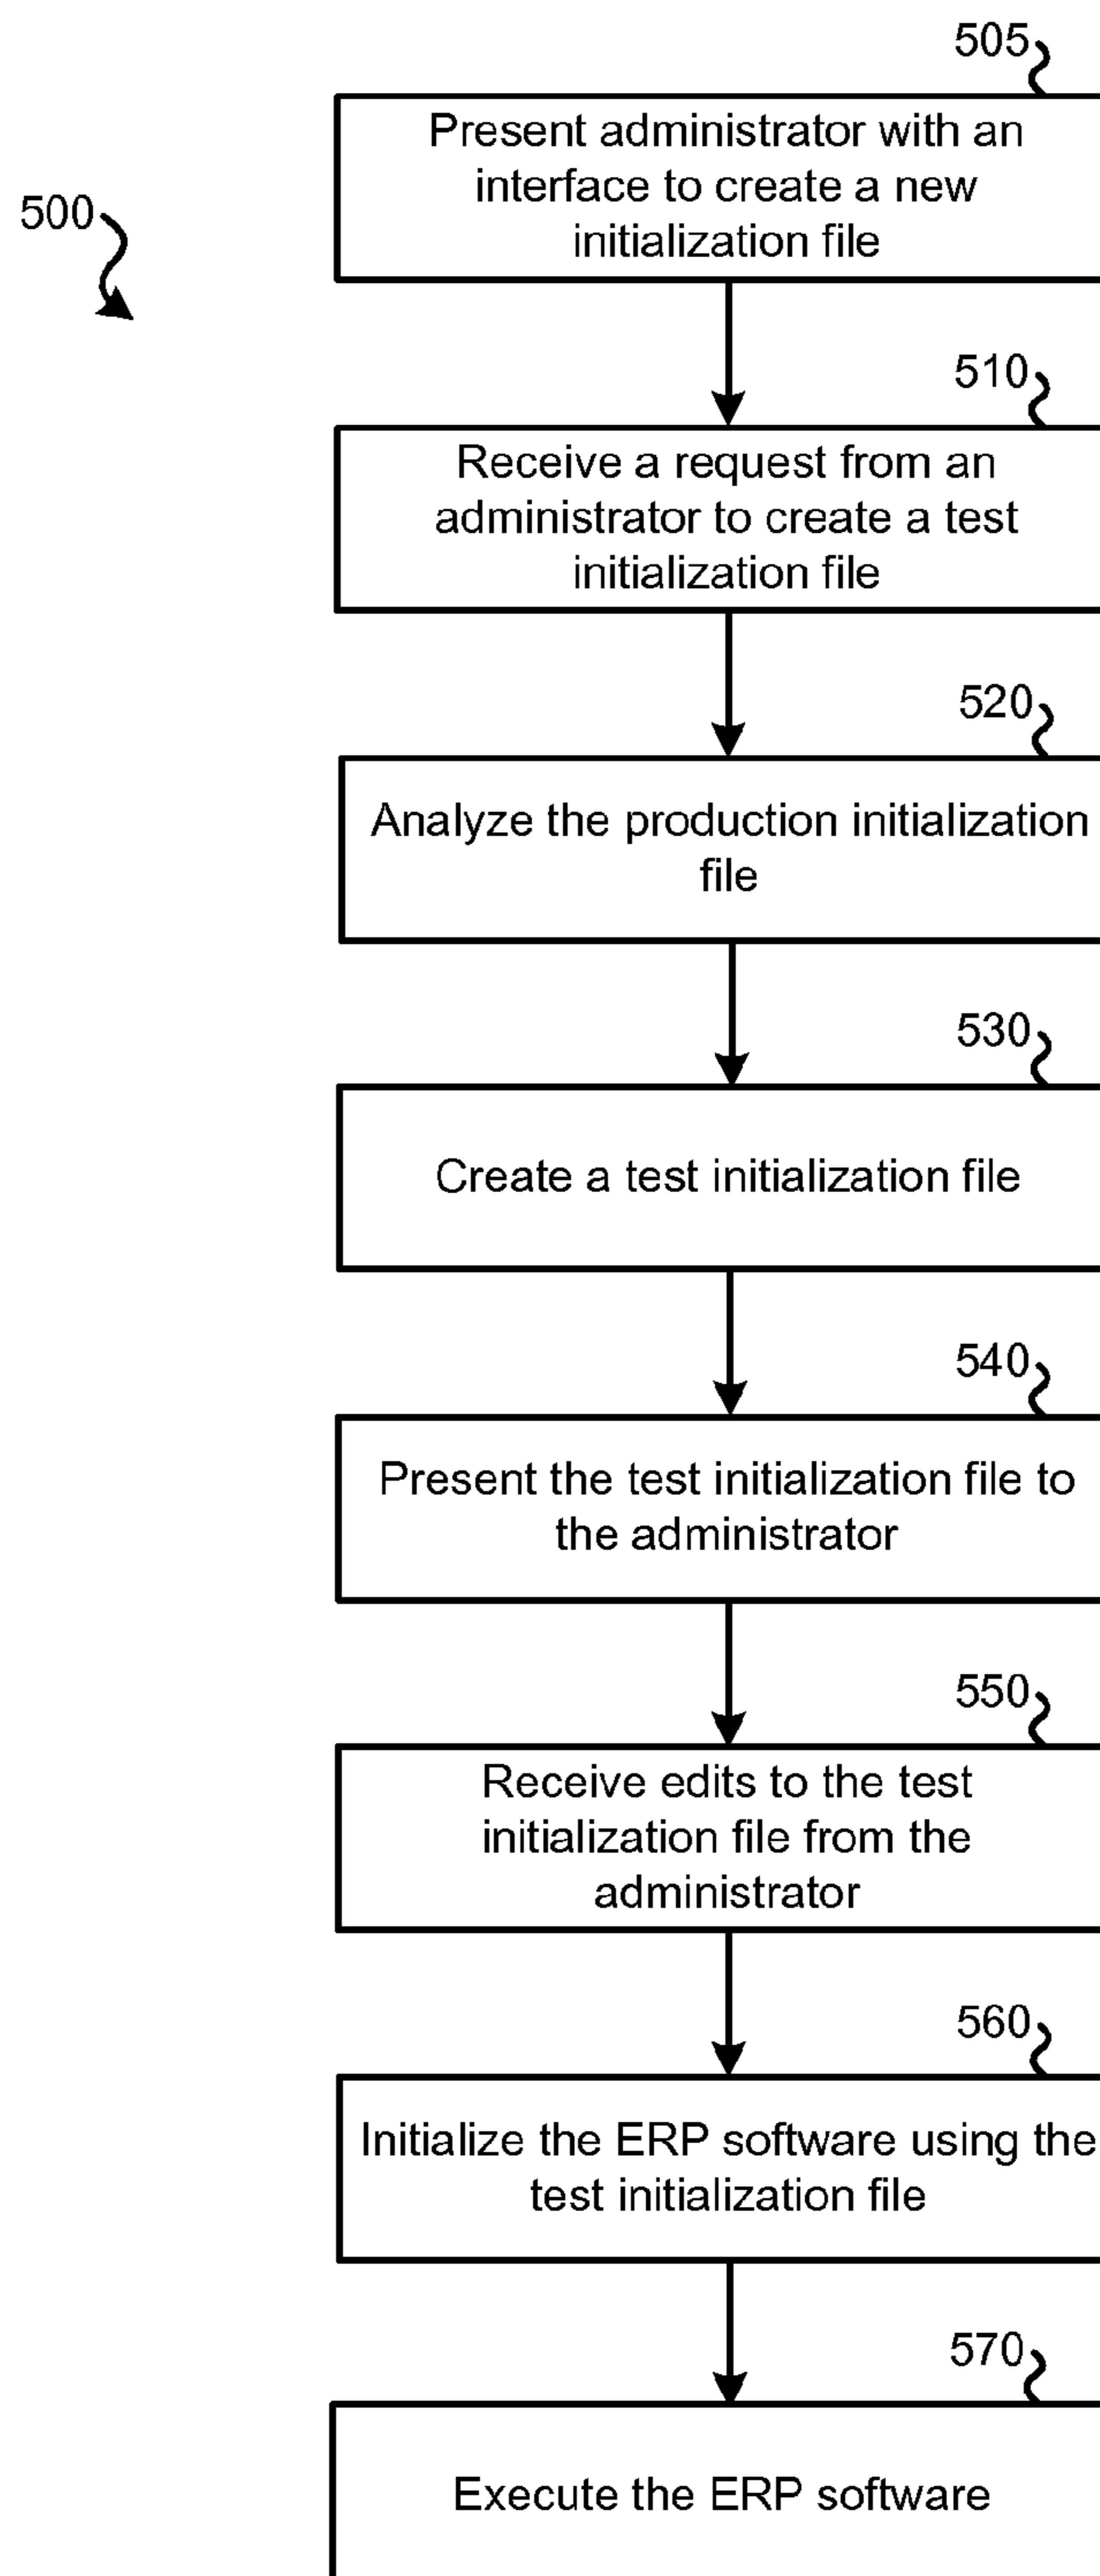 505
Present administrator with an
interface to create a new
initialization file
500
510
Receive a request from an
administrator to create a test
initialization file
520
Analyze the production initialization
file
530
Create a test initialization file
540
Present the test initialization file to
the administrator
550
Receive edits to the test
initialization file from the
administrator
560
Initialize the ERP software using the
test initialization file
570
Execute the ERP software